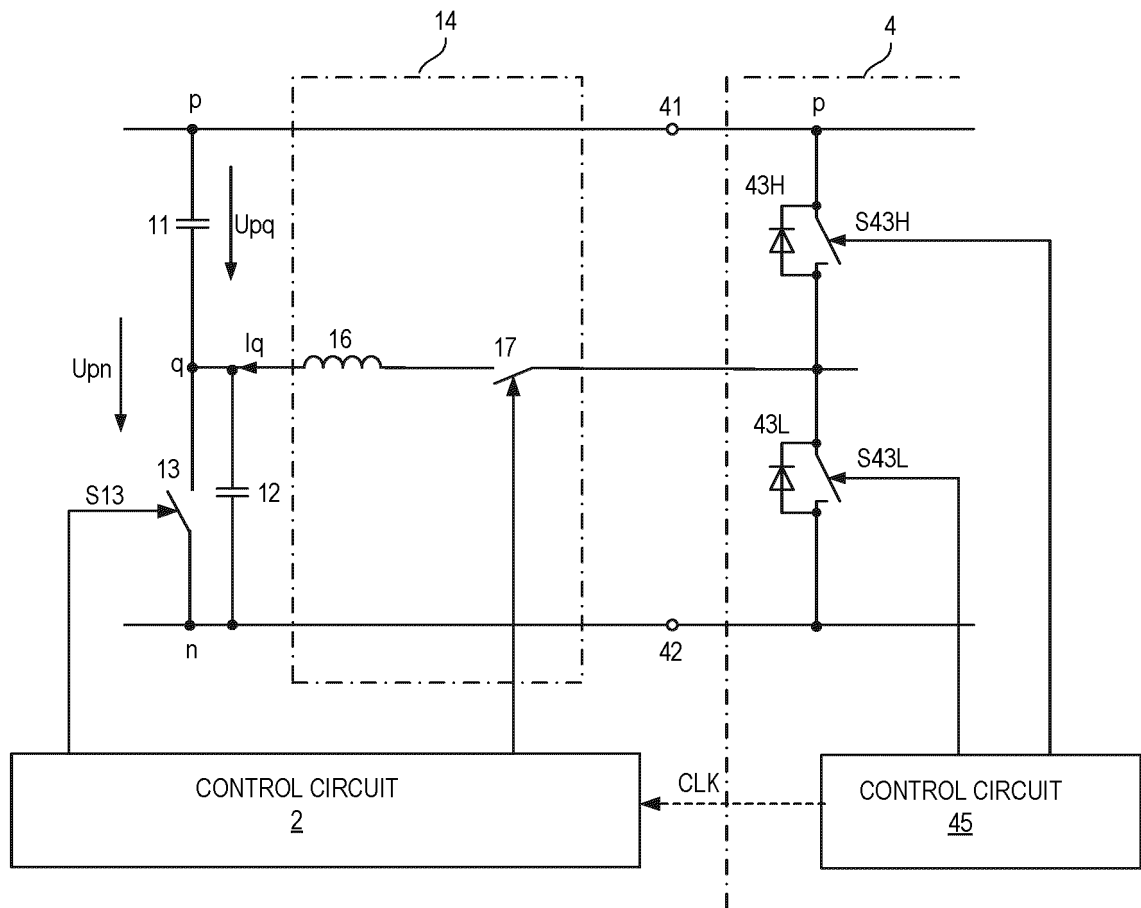 14
4
p
41
p
43H
11
Upq
S43H
Upn
q
Iq
16
17
43L
S43L
13
S13
12
n
42
CONTROL CIRCUIT
2
CLK
CONTROL CIRCUIT
45